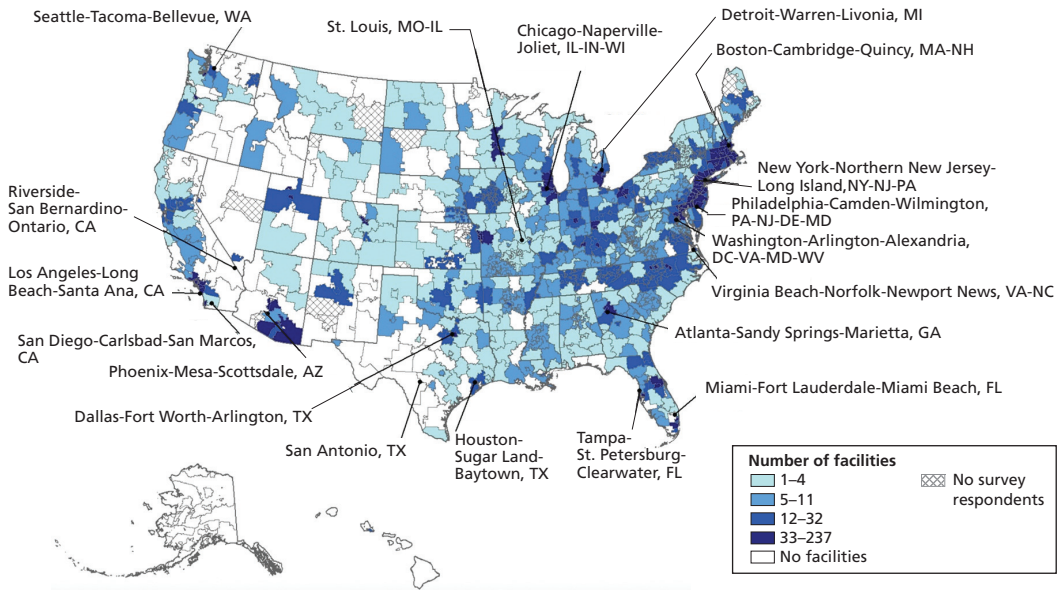 Seattle-Tacoma-Bellevue, WA
St. Louis, MO-IL
Chicago-Naperville-
Joliet, IL-IN-WI
Detroit-Warren-Livonia, MI
Boston-Cambridge-Quincy, MA-NH
New York-Northern New Jersey-
Long Island,NY-NJ-PA
Philadelphia-Camden-Wilmington,
PA-NJ-DE-MD
Washington-Arlington-Alexandria,
DC-VA-MD-WV
Virginia Beach-Norfolk-Newport News, VA-NC
Riverside-
San Bernardino-
Ontario, CA
Los Angeles-Long
Beach-Santa Ana, CA
San Diego-Carlsbad-San Marcos,
CA
Phoenix-Mesa-Scottsdale, AZ
Atlanta-Sandy Springs-Marietta, GA
Miami-Fort Lauderdale-Miami Beach, FL
Dallas-Fort Worth-Arlington, TX
San Antonio, TX
Houston-
Sugar Land-
Baytown, TX
Tampa-
St. Petersburg-
Clearwater, FL
Number of facilities
1–4
5–11
12–32
33–237
No facilities
No survey
respondents